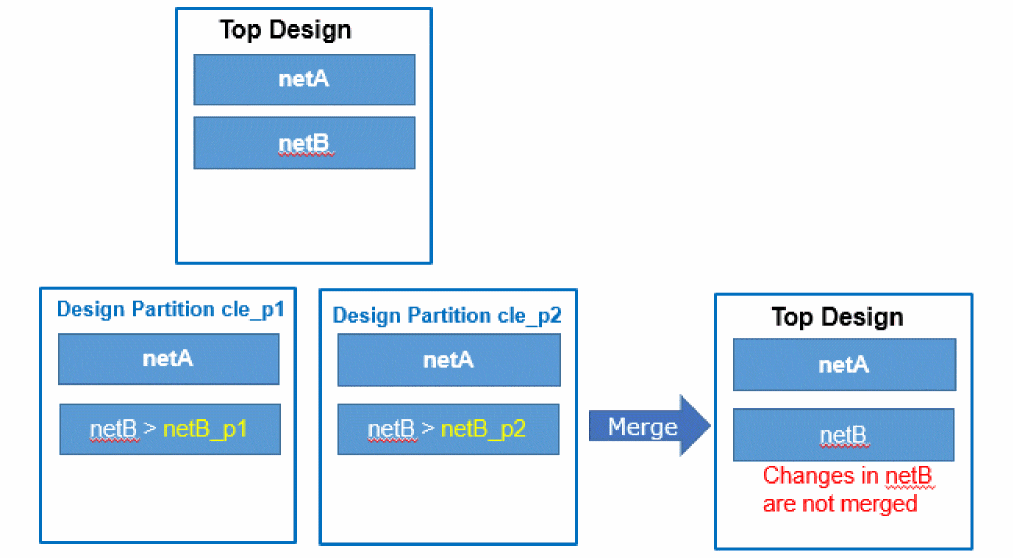 Top Design
netA
netB
Design Partition cle_p1
netA
netB > netB_p1
Design Partition cle_p2
netA
netB > netB_p2
Merge
Top Design
netA
netB
Changes in netB
are not merged